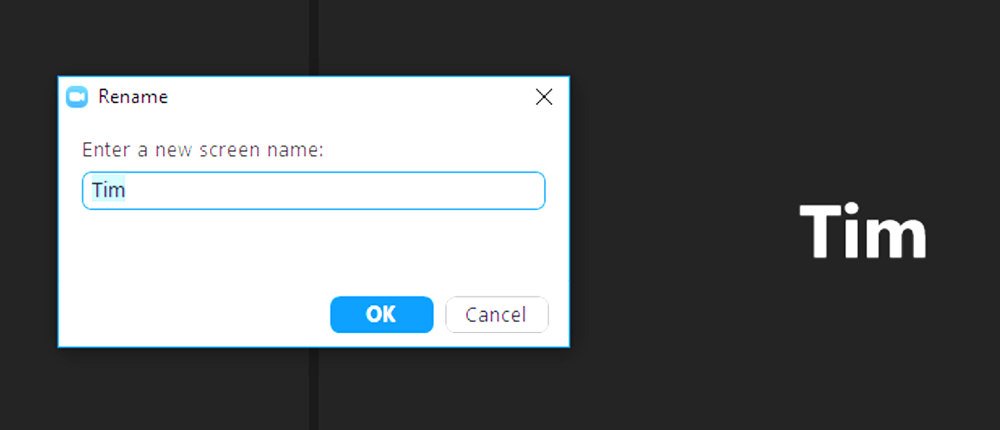 Rename
Enter a new screen name:
Tim
OK
Cancel
Tim